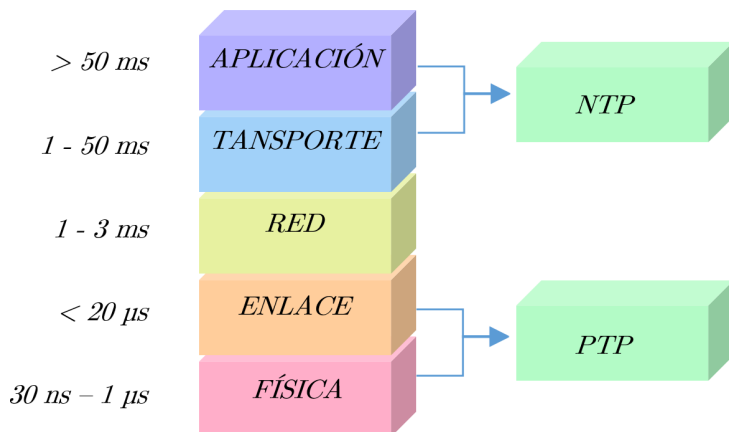 > 50 ms
APLICACIÓN
NTP
1 - 50 ms
TANSPORTE
1 - 3 ms
RED
< 20 µs
ENLACE
PTP
30 ns – 1 µs
FÍSICA